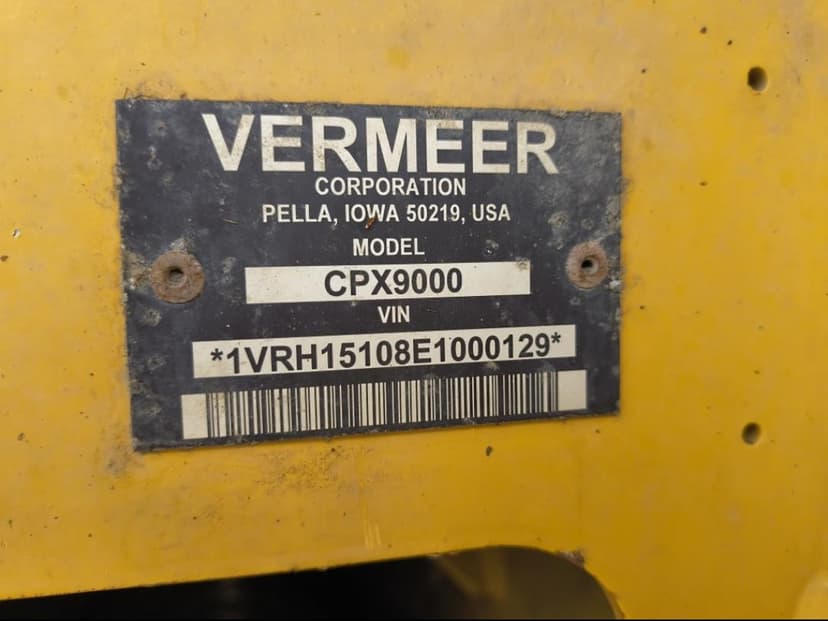 VERMEER
CORPORATION
PELLA, IOWA 50219, USA
MODEL
CPX9000
VIN
*1VRH15108E1000129*